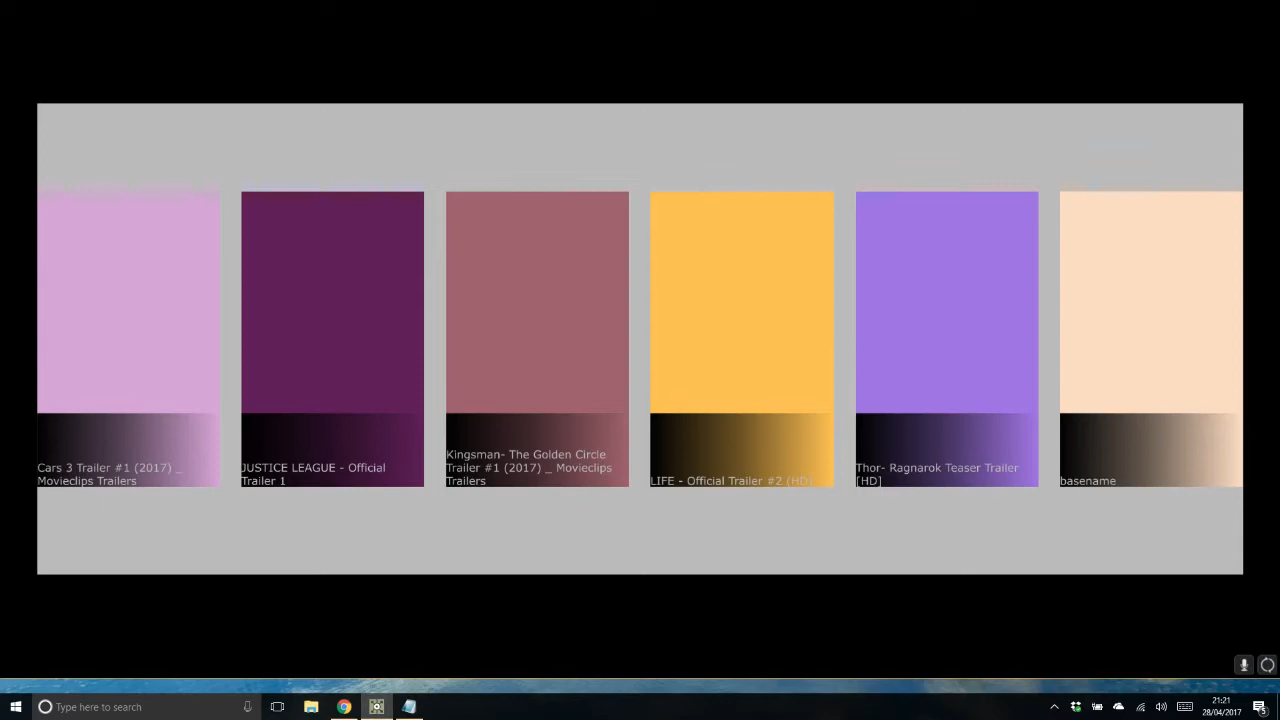 Cars 3 Trailer #1 (2017) _
Movieclips Trailers
JUSTICE LEAGUE - Official
Trailer 1
Kingsman- The Golden Circle
Trailer #1 (2017) _ Movieclips
Trailers
LIFE - Official Trailer #2 (HD)
Thor- Ragnarok Teaser Trailer
[HD]
basename
Type here to search
21:21
28/04/2017
5